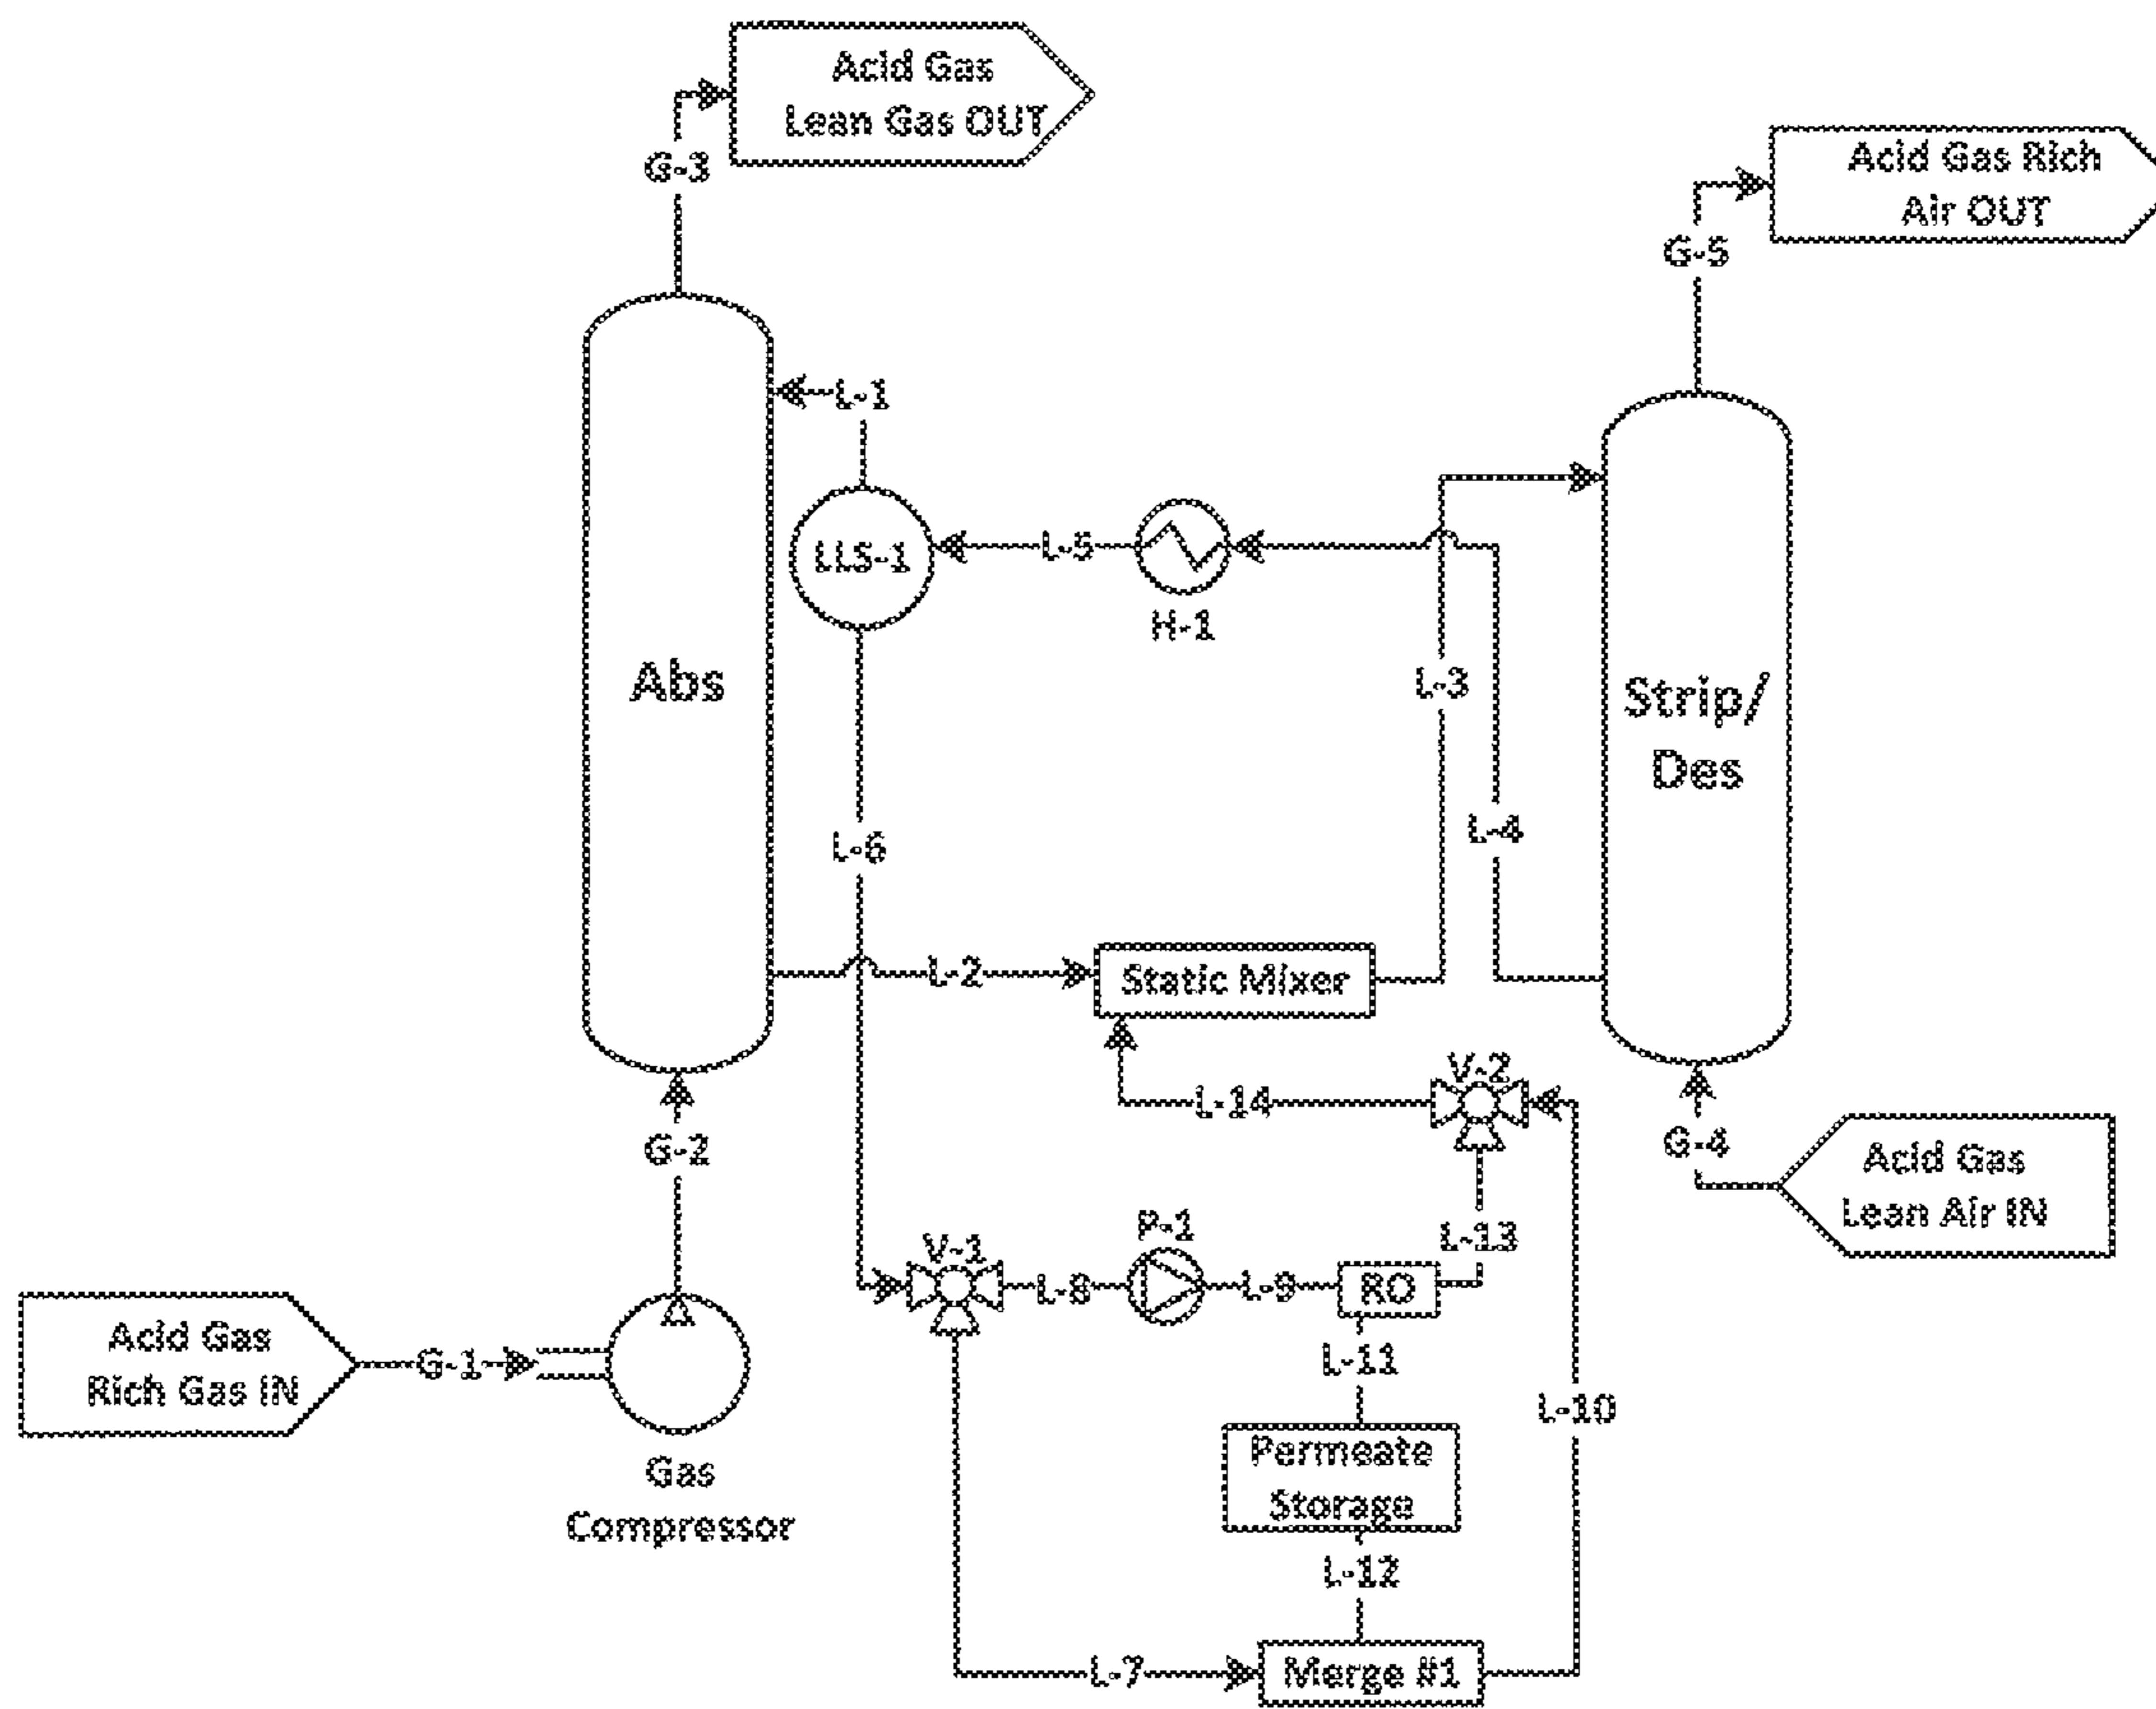 Acid Gas
Lean Gas OUT
Acid Gas Rich
Air OUT
G-3
G-5
L-1
LLS-1
L-5
H-1
Abs
L-3
Strip/
Des
L-4
L-6
L-2
Static Mixer
V-2
L-14
G-2
G-4
Acid Gas
Lean Air IN
P-1
L-13
V-1
L-8
L-9
RO
Acid Gas
Rich Gas IN
G-1
L-11
L-10
Gas
Compressor
Permeate
Storage
L-12
L-7
Merge #1